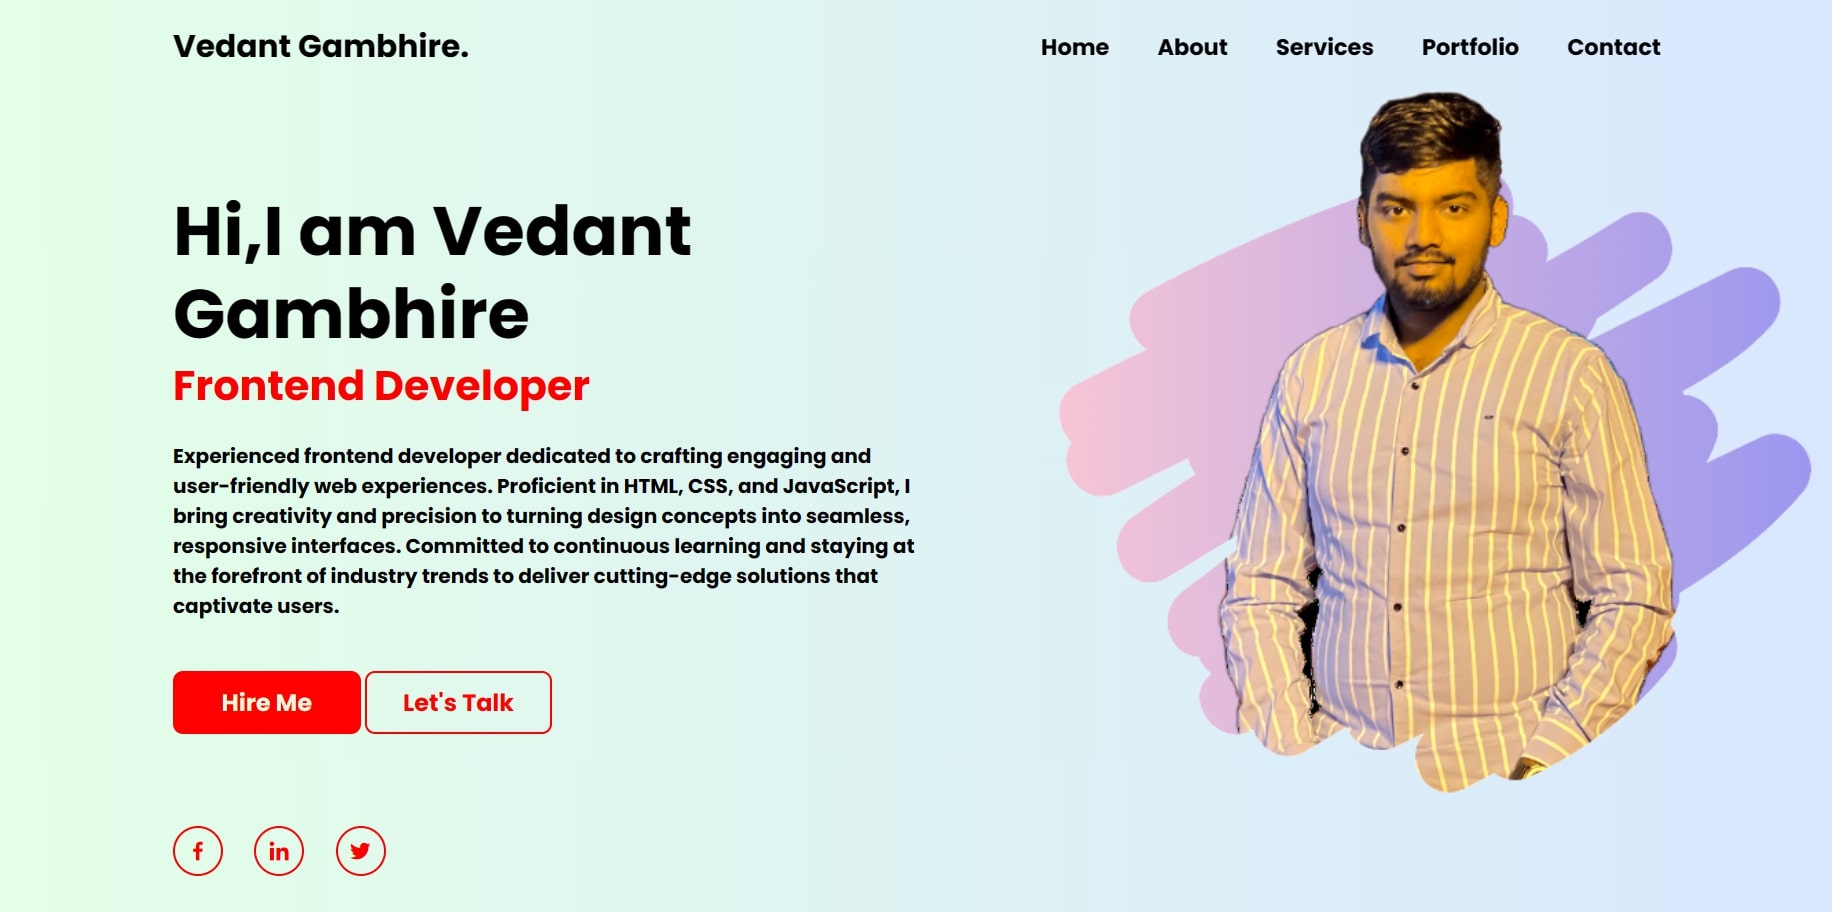 Vedant Gambhire.
Home About Services Portfolio Contact
Hi,I am Vedant
Gambhire
Frontend Developer
Experienced frontend developer dedicated to crafting engaging and
user-friendly web experiences. Proficient in HTML, CSS, and JavaScript, I
bring creativity and precision to turning design concepts into seamless,
responsive interfaces. Committed to continuous learning and staying at
the forefront of industry trends to deliver cutting-edge solutions that
captivate users.
Hire Me Let's Talk
f in